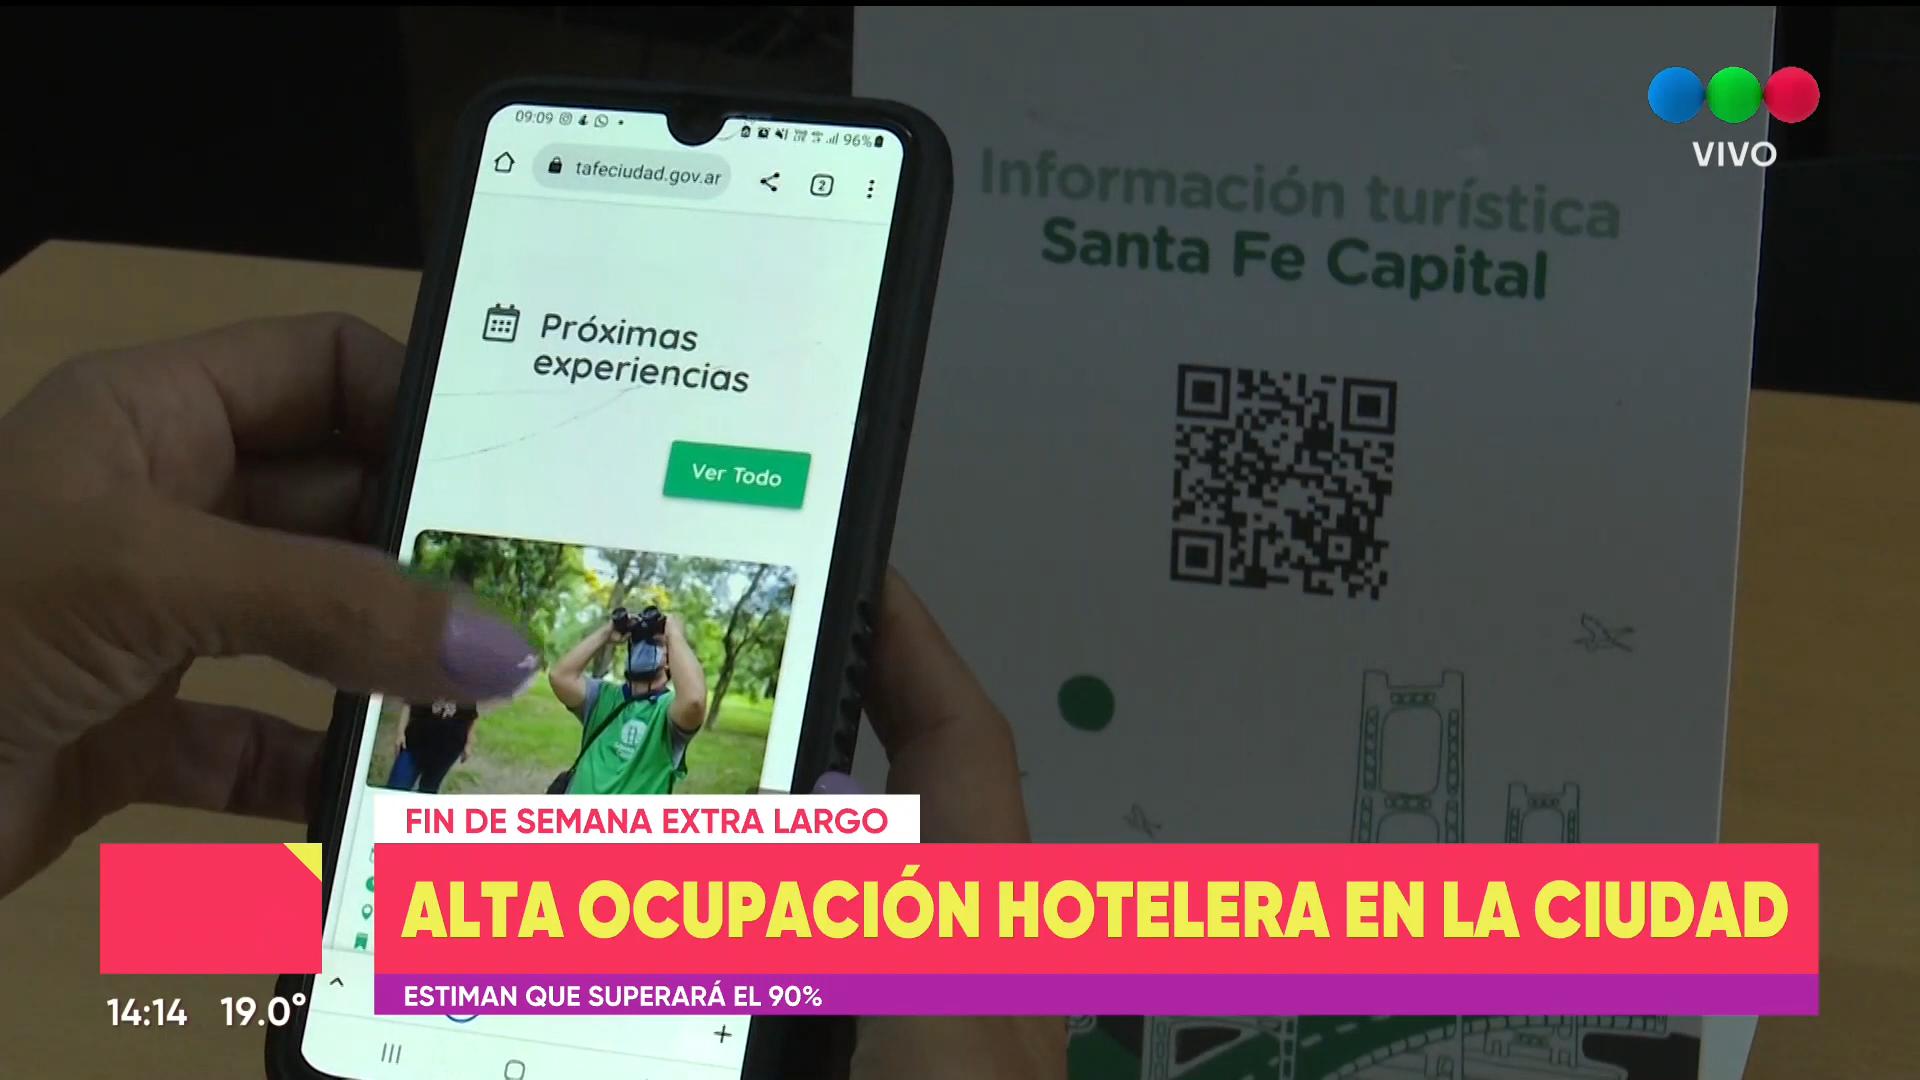 09:09
96%
tafeciudad.gov.ar
2
Próximas
experiencias
Ver Todo
Información turística
Santa Fe Capital
VIVO
FIN DE SEMANA EXTRA LARGO
ALTA OCUPACIÓN HOTELERA EN LA CIUDAD
ESTIMAN QUE SUPERARÁ EL 90%
14:14 19.0°